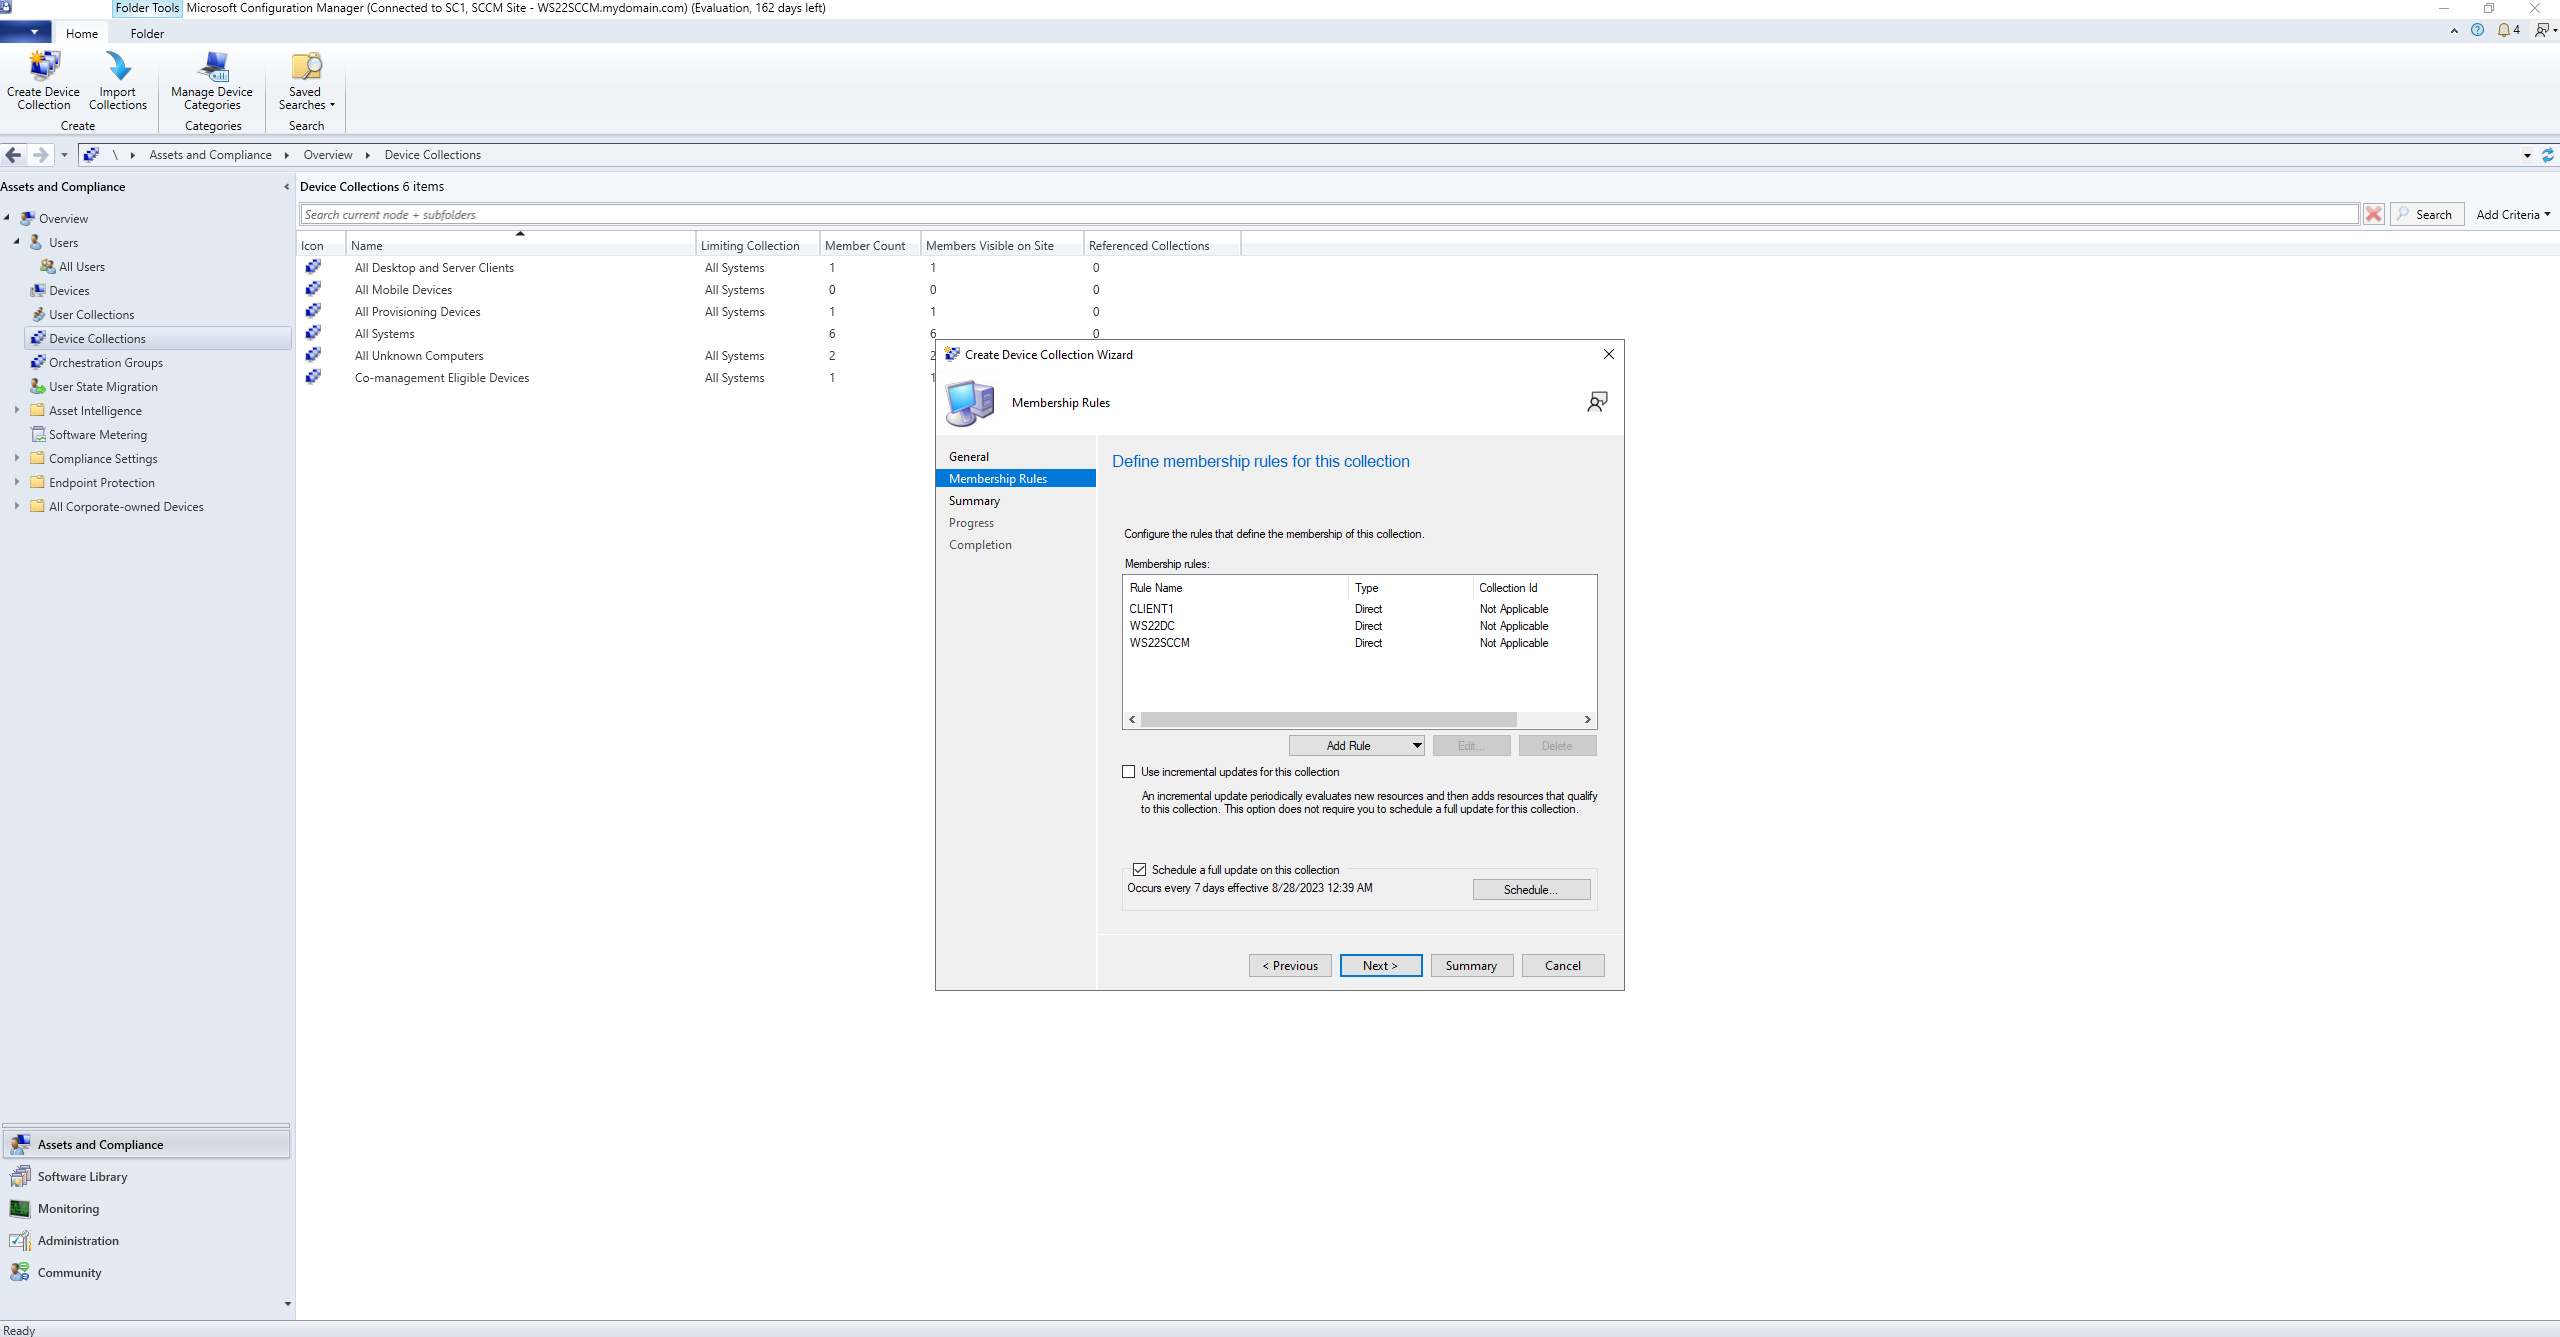 Folder Tools Microsoft Configuration Manager (Connected to SC1, SCCM Site - WS22SCCM.mydomain.com) (Evaluation, 162 days left)
Home Folder
4
Create Device Collection
Import Collections
Manage Device Categories
Saved Searches
Create Categories Search
\ Assets and Compliance Overview Device Collections
Assets and Compliance
Overview
Users
All Users
Devices
User Collections
Device Collections
Orchestration Groups
User State Migration
Asset Intelligence
Software Metering
Compliance Settings
Endpoint Protection
All Corporate-owned Devices
Assets and Compliance
Software Library
Monitoring
Administration
Community
Device Collections 6 items
Search current node + subfolders
Search Add Criteria
Icon Name Limiting Collection Member Count Members Visible on Site Referenced Collections
All Desktop and Server Clients All Systems 1 1 0
All Mobile Devices All Systems 0 0 0
All Provisioning Devices All Systems 1 1 0
All Systems 6 6 0
All Unknown Computers All Systems 2 2
Co-management Eligible Devices All Systems 1 1
Create Device Collection Wizard
Membership Rules
General
Membership Rules
Summary
Progress
Completion
Define membership rules for this collection
Configure the rules that define the membership of this collection.
Membership rules:
Rule Name Type Collection Id
CLIENT1 Direct Not Applicable
WS22DC Direct Not Applicable
WS22SCCM Direct Not Applicable
Add Rule Edit... Delete
Use incremental updates for this collection
An incremental update periodically evaluates new resources and then adds resources that qualify
to this collection. This option does not require you to schedule a full update for this collection.
Schedule a full update on this collection
Occurs every 7 days effective 8/28/2023 12:39 AM
Schedule...
< Previous Next > Summary Cancel
Ready